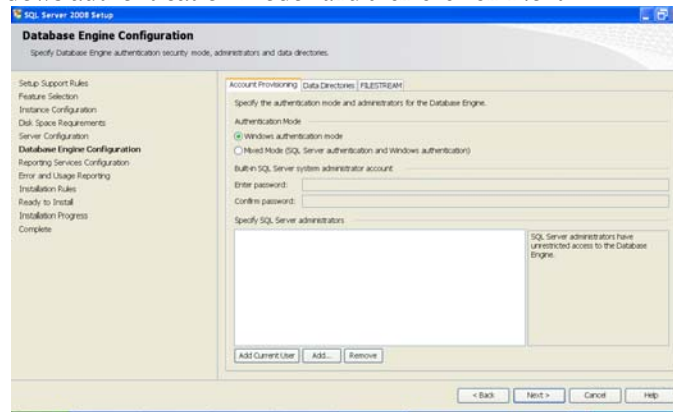 SQL Server 2008 Setup
Database Engine Configuration
Specify Database Engine authentication security mode, administrators and data directories.
Setup Support Rules
Feature Selection
Instance Configuration
Disk Space Requirements
Server Configuration
Database Engine Configuration
Reporting Services Configuration
Error and Usage Reporting
Installation Rules
Ready to Install
Installation Progress
Complete
Account Provisioning Data Directories FILESTREAM
Specify the authentication mode and administrators for the Database Engine.
Authentication Mode
Windows authentication mode
Mixed Mode (SQL Server authentication and Windows authentication)
Built-in SQL Server system administrator account
Enter password:
Confirm password:
Specify SQL Server administrators
SQL Server administrators have
unrestricted access to the Database
Engine.
Add Current User Add... Remove
< Back Next > Cancel Help